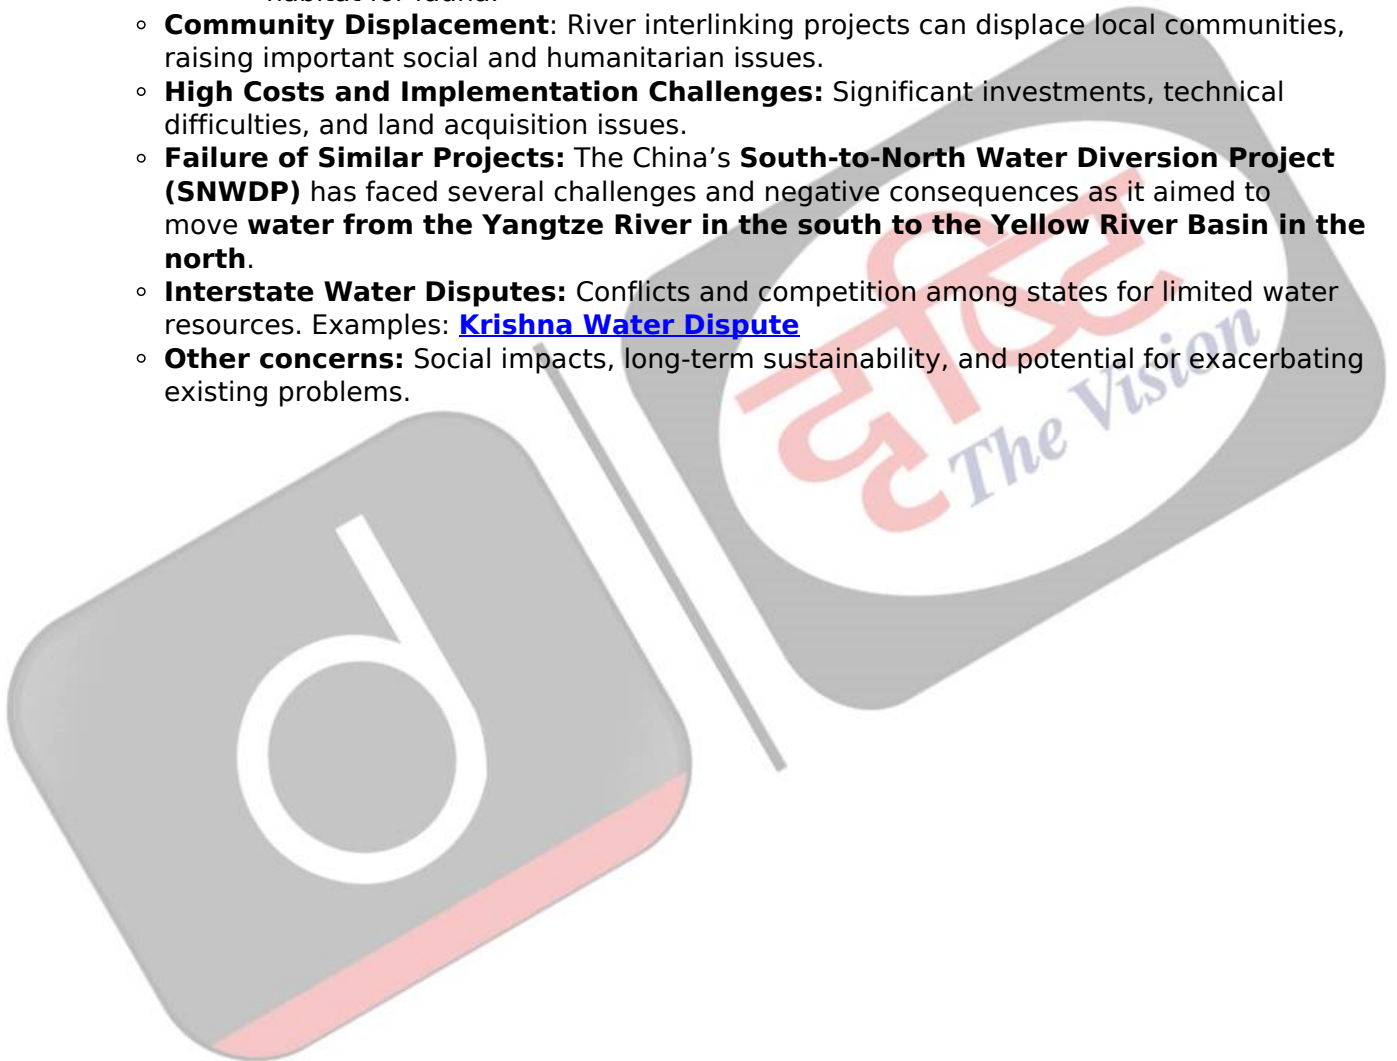 habitat for fauna.
◦ Community Displacement: River interlinking projects can displace local communities,
raising important social and humanitarian issues.
◦ High Costs and Implementation Challenges: Significant investments, technical
difficulties, and land acquisition issues.
◦ Failure of Similar Projects: The China’s South-to-North Water Diversion Project
(SNWDP) has faced several challenges and negative consequences as it aimed to
move water from the Yangtze River in the south to the Yellow River Basin in the
north.
◦ Interstate Water Disputes: Conflicts and competition among states for limited water
resources. Examples: Krishna Water Dispute
◦ Other concerns: Social impacts, long-term sustainability, and potential for exacerbating
existing problems.
दृष्टि
The Vision
d